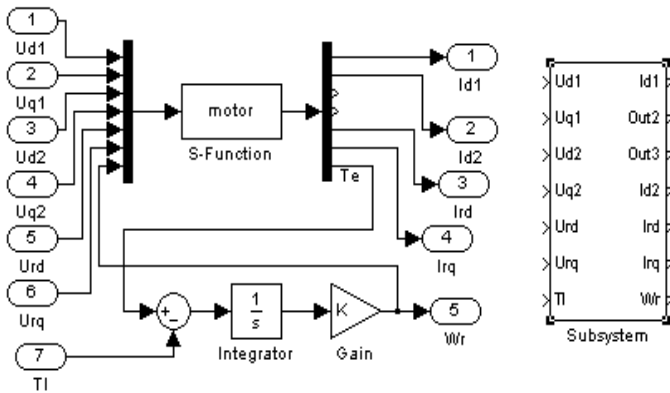 1
Ud1
2
Uq1
3
Ud2
4
Uq2
5
Urd
6
Urq
7
Tl
motor
S-Function
Te
1
Id1
2
Id2
3
Ird
4
Irq
5
Wr
+
−
1
s
Integrator
K
Gain
Ud1 Id1
Uq1 Out2
Ud2 Out3
Uq2 Id2
Urd Ird
Urq Irq
Tl Wr
Subsystem